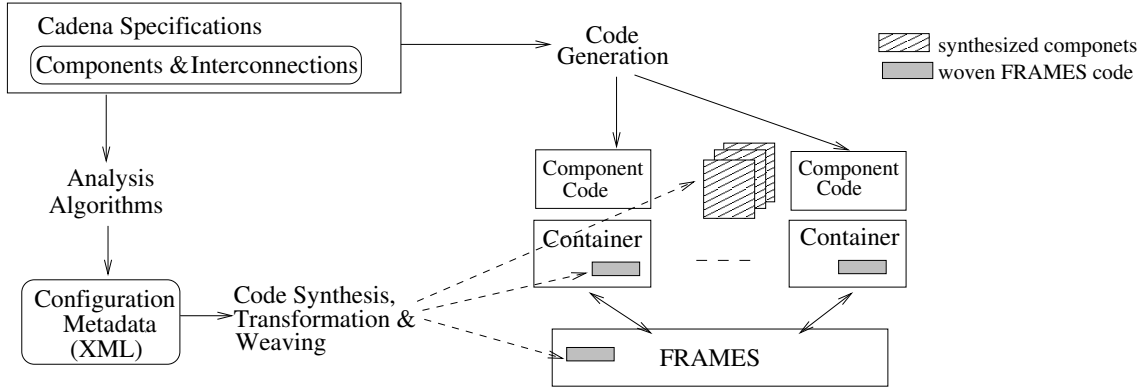 Cadena Specifications
Components & Interconnections
Code
Generation
synthesized componets
woven FRAMES code
Analysis
Algorithms
Component
Code
Component
Code
Container
Container
Configuration
Metadata
(XML)
Code Synthesis,
Transformation &
Weaving
FRAMES